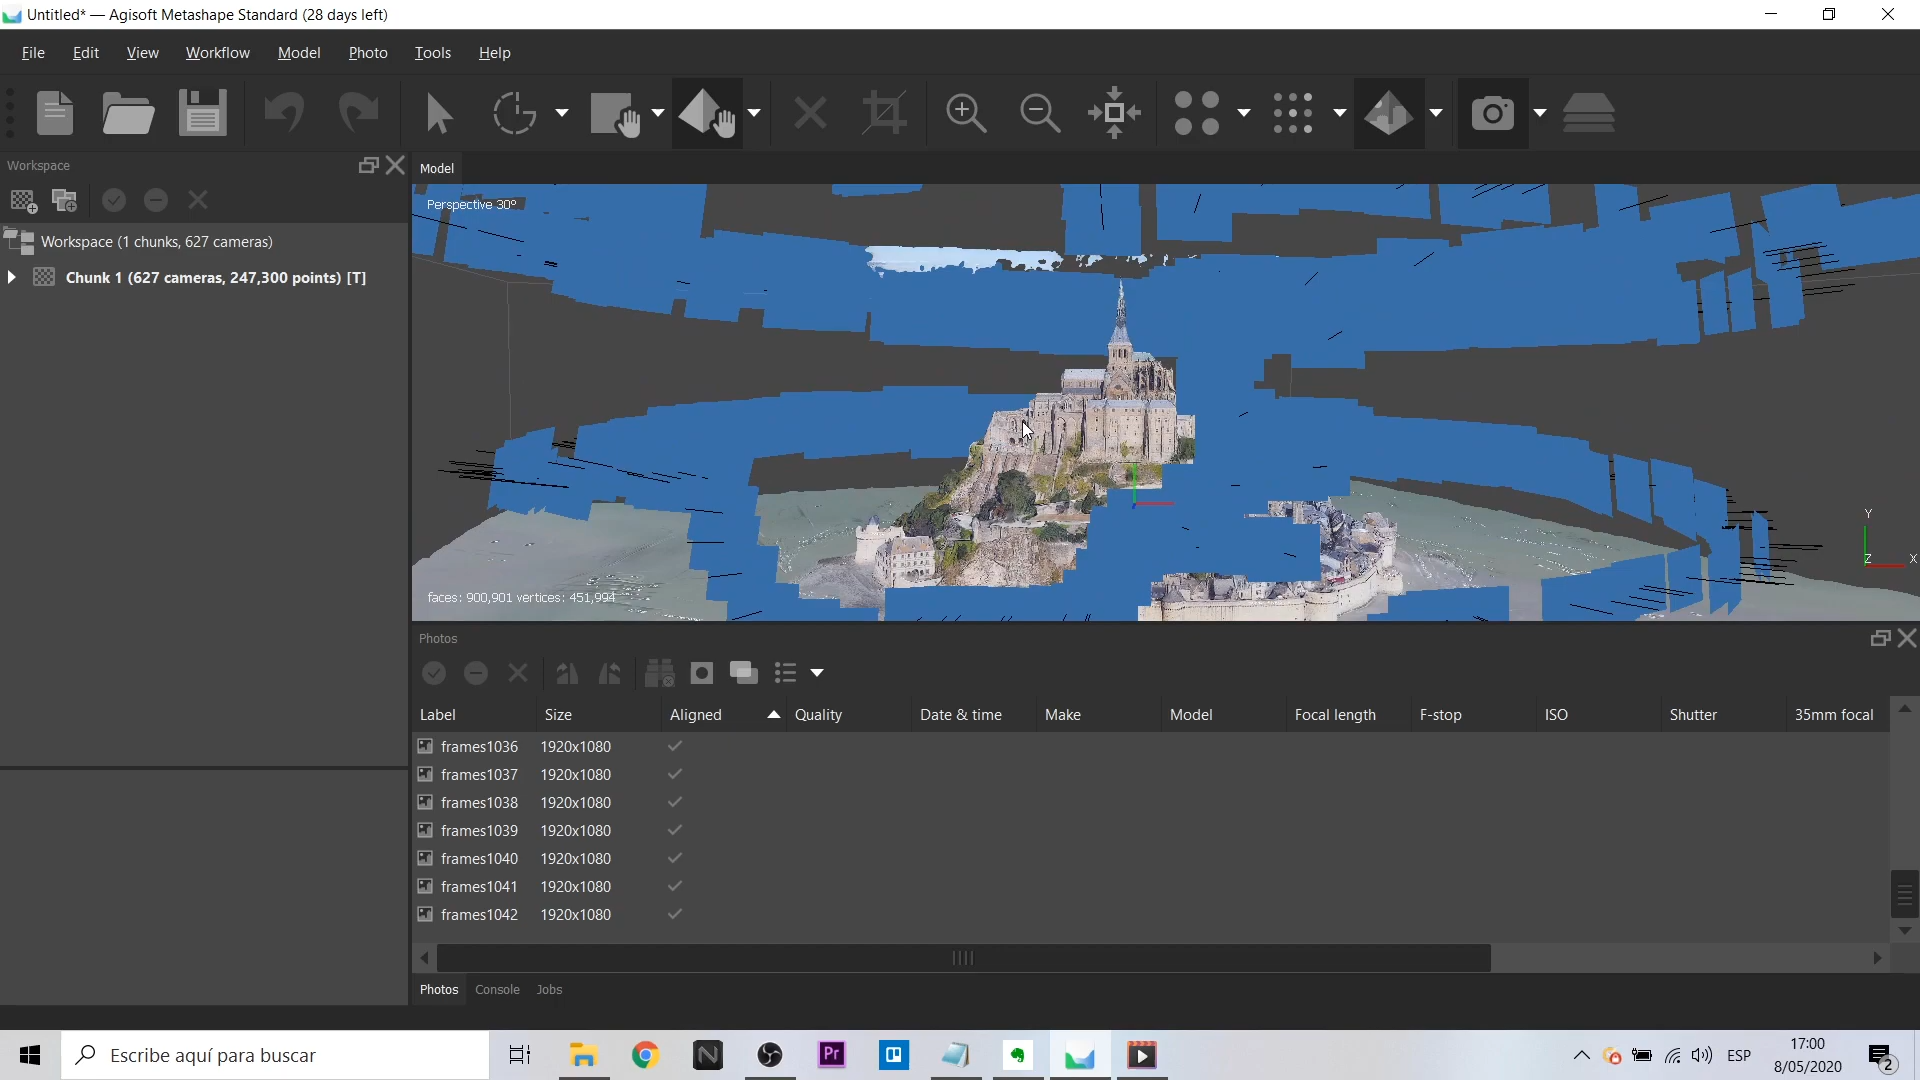 Untitled* — Agisoft Metashape Standard (28 days left)
File Edit View Workflow Model Photo Tools Help
Workspace
Model
Perspective 30°
Workspace (1 chunks, 627 cameras)
Chunk 1 (627 cameras, 247,300 points) [T]
Y
Z X
faces: 900,901 vertices: 451,994
Photos
Label Size Aligned Quality Date & time Make Model Focal length F-stop ISO Shutter 35mm focal
frames1036 1920x1080
frames1037 1920x1080
frames1038 1920x1080
frames1039 1920x1080
frames1040 1920x1080
frames1041 1920x1080
frames1042 1920x1080
Photos Console Jobs
Escribe aquí para buscar
Pr
N
ESP
17:00
8/05/2020
2